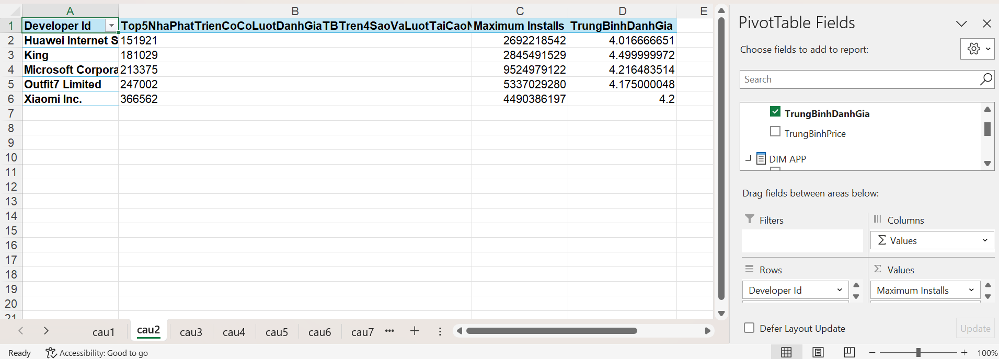 A B C D E
1 Developer Id Top5NhaPhatTrienCoCoLuotDanhGiaTBTren4SaoVaLuotTaiCaoN Maximum Installs TrungBinhDanhGia
2 Huawei Internet S 151921 2692218542 4.016666651
3 King 181029 2845491529 4.499999972
4 Microsoft Corpora 213375 9524979122 4.216483514
5 Outfit7 Limited 247002 5337029280 4.175000048
6 Xiaomi Inc. 366562 4490386197 4.2
7
8
9
10
11
12
13
14
15
16
17
18
19
20
21
cau1 cau2 cau3 cau4 cau5 cau6 cau7
Ready Accessibility: Good to go 100%
PivotTable Fields
Choose fields to add to report:
Search
TrungBinhDanhGia
TrungBinhPrice
DIM APP
Drag fields between areas below:
Filters
Columns
Σ Values
Rows
Σ Values
Developer Id
Maximum Installs
Defer Layout Update
Update